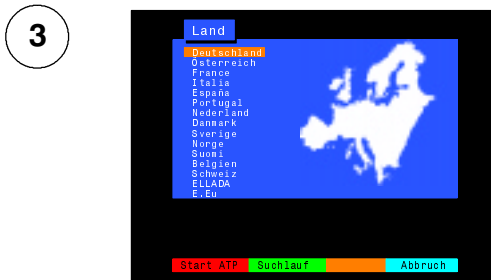 3
Land
Deutschland
Österreich
France
Italia
España
Portugal
Nederland
Danmark
Sverige
Norge
Suomi
Belgien
Schweiz
ELLADA
E.Eu
Start ATP Suchlauf Abbruch